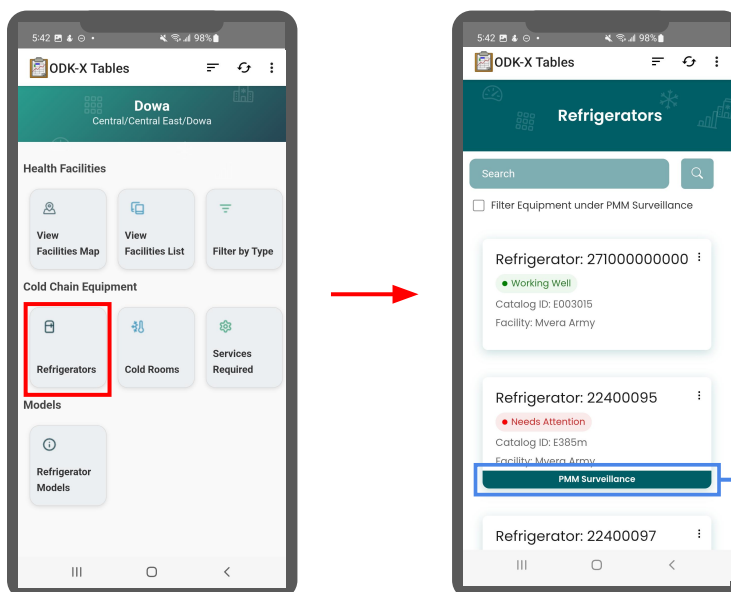 5:42
98%
ODK-X Tables
Dowa
Central/Central East/Dowa
Health Facilities
View
Facilities Map
View
Facilities List
Filter by Type
Cold Chain Equipment
Refrigerators
Cold Rooms
Services
Required
Models
Refrigerator
Models
5:42
98%
ODK-X Tables
Refrigerators
Search
Filter Equipment under PMM Surveillance
Refrigerator: 271000000000
Working Well
Catalog ID: E003015
Facility: Mvera Army
Refrigerator: 22400095
Needs Attention
Catalog ID: E385m
Facility: Mvera Army
PMM Surveillance
Refrigerator: 22400097